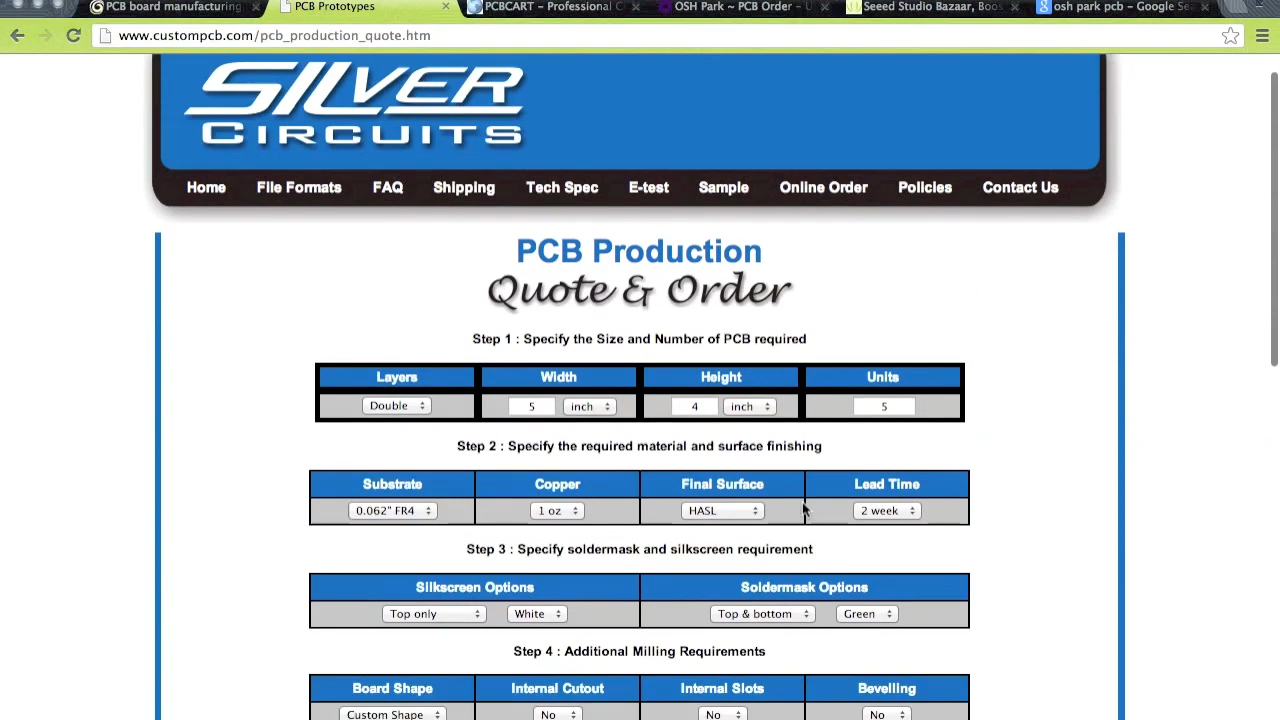 PCB board manufacturing
PCB Prototypes
PCBCART – Professional C
OSH Park ~ PCB Order – U
Seeed Studio Bazaar, Boos
osh park pcb – Google Sea
www.custompcb.com/pcb_production_quote.htm
SILVER
CIRCUITS
Home File Formats FAQ Shipping Tech Spec E-test Sample Online Order Policies Contact Us
PCB Production
Quote & Order
Step 1 : Specify the Size and Number of PCB required
Layers Width Height Units
Double 5 inch 4 inch 5
Step 2 : Specify the required material and surface finishing
Substrate Copper Final Surface Lead Time
0.062" FR4 1 oz HASL 2 week
Step 3 : Specify soldermask and silkscreen requirement
Silkscreen Options Soldermask Options
Top only White Top & bottom Green
Step 4 : Additional Milling Requirements
Board Shape Internal Cutout Internal Slots Bevelling
Custom Shape No No No